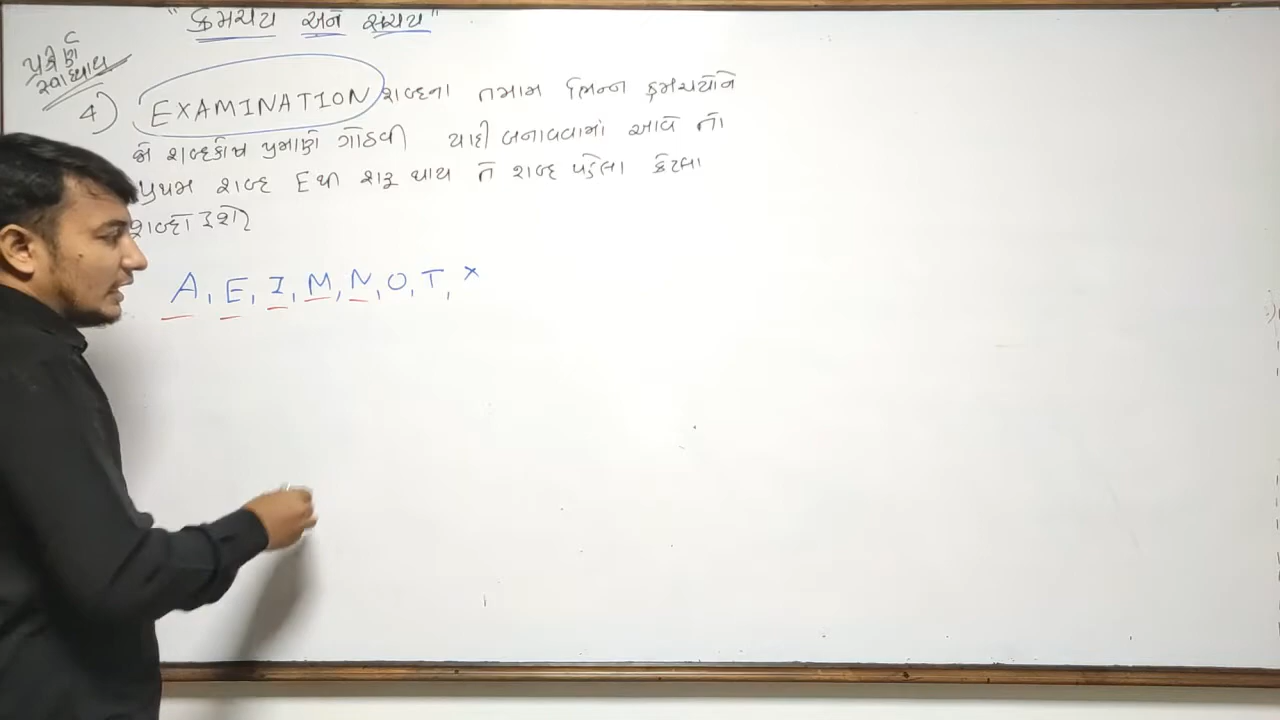 "ક્રમચય અને સંચય"
C
પ્રકીર્ણ
સ્વાધ્યાય
4) EXAMINATION શબ્દના તમામ ભિન્ન ક્રમચયોને
જો શબ્દકોષ પ્રમાણે ગોઠવી યાદી બનાવવામાં આવે તો
પ્રથમ શબ્દ E થી શરૂ થાય તે શબ્દ પહેલા કેટલા
શબ્દો હશે?
A, E, I, M, N, O, T, X